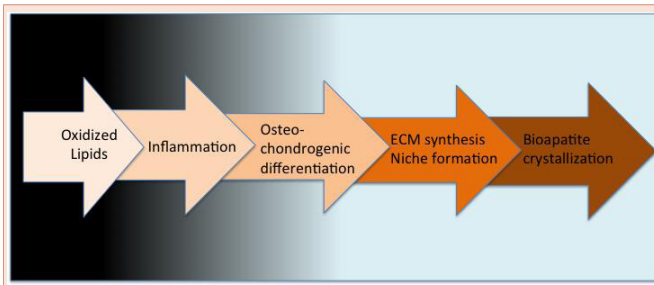 Oxidized
Lipids
Inflammation
Osteo-
chondrogenic
differentiation
ECM synthesis
Niche formation
Bioapatite
crystallization